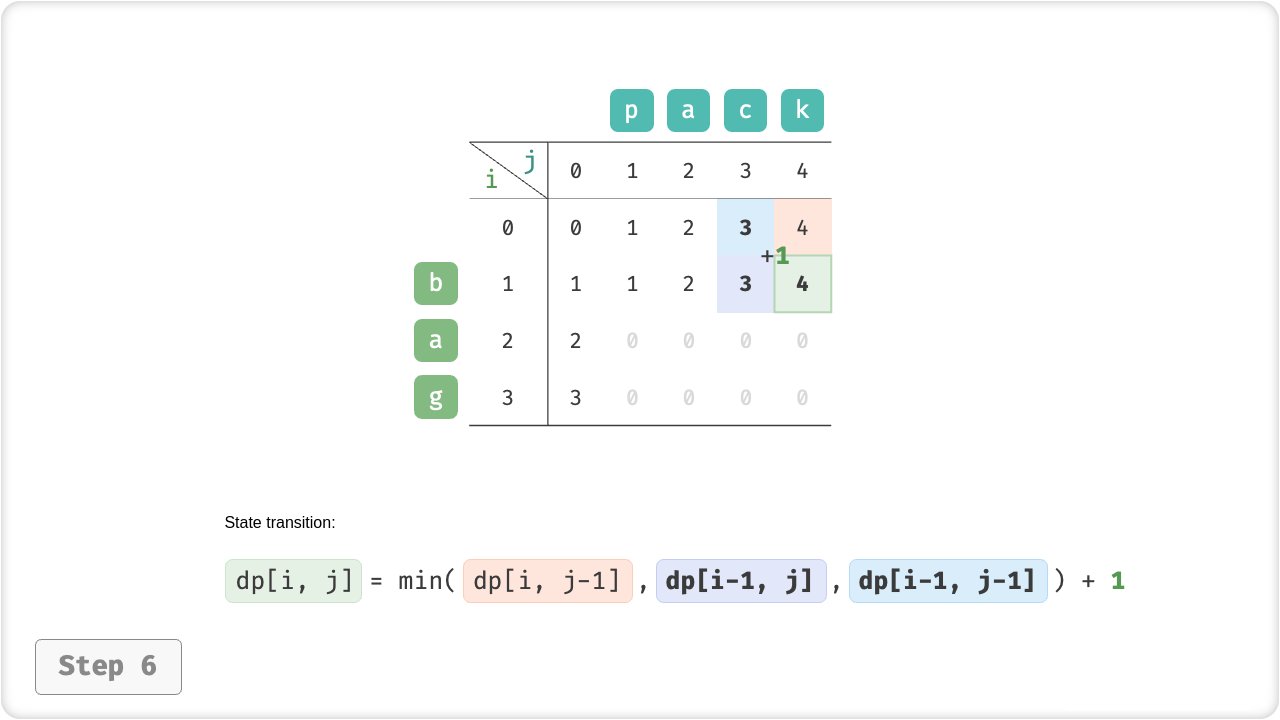 p a c k
j
i
0 1 2 3 4
0 0 1 2 3 4
+1
b 1 1 1 2 3 4
a 2 2 0 0 0 0
g 3 3 0 0 0 0
State transition:
dp[i, j] = min( dp[i, j-1] , dp[i-1, j] , dp[i-1, j-1] ) + 1
Step 6